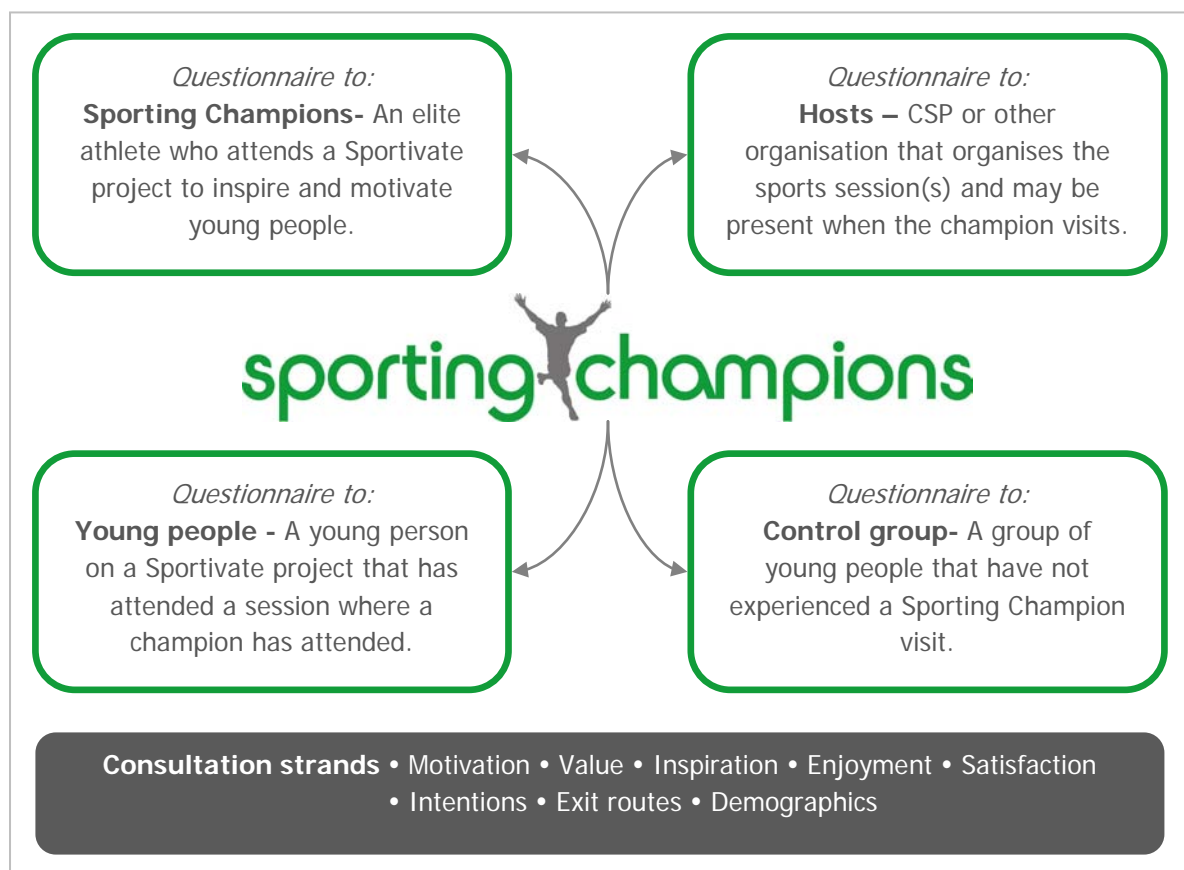 Questionnaire to:
Sporting Champions- An elite
athlete who attends a Sportivate
project to inspire and motivate
young people.
Questionnaire to:
Hosts – CSP or other
organisation that organises the
sports session(s) and may be
present when the champion visits.
sporting champions
Questionnaire to:
Young people - A young person
on a Sportivate project that has
attended a session where a
champion has attended.
Questionnaire to:
Control group- A group of
young people that have not
experienced a Sporting Champion
visit.
Consultation strands • Motivation • Value • Inspiration • Enjoyment • Satisfaction
• Intentions • Exit routes • Demographics